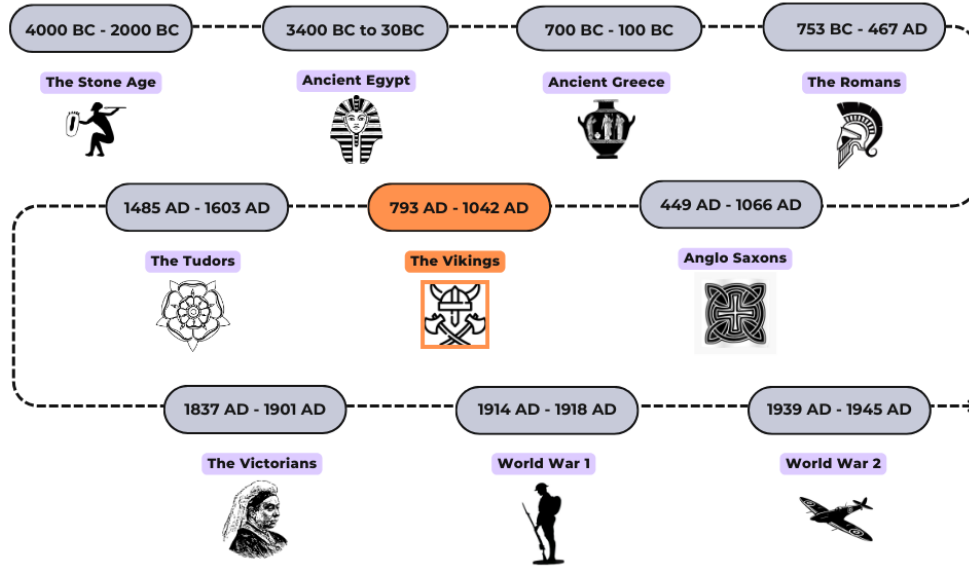 4000 BC - 2000 BC
3400 BC to 30BC
700 BC - 100 BC
753 BC - 467 AD
The Stone Age
Ancient Egypt
Ancient Greece
The Romans
1485 AD - 1603 AD
793 AD - 1042 AD
449 AD - 1066 AD
The Tudors
The Vikings
Anglo Saxons
1837 AD - 1901 AD
1914 AD - 1918 AD
1939 AD - 1945 AD
The Victorians
World War 1
World War 2